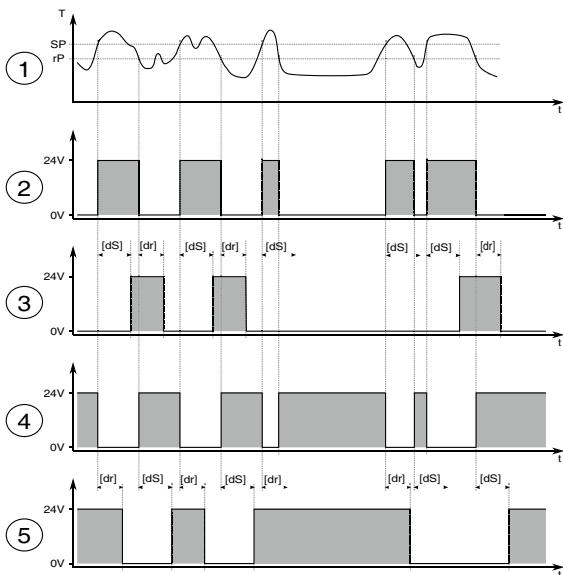 T
SP
rP
1
t
24V
2
0V
t
[dS] [dr] [dS] [dr] [dS] [dS] [dS] [dr]
24V
3
0V
t
24V
4
0V
t
[dr] [dS] [dr] [dS] [dr] [dr] [dS] [dS]
24V
5
0V
t